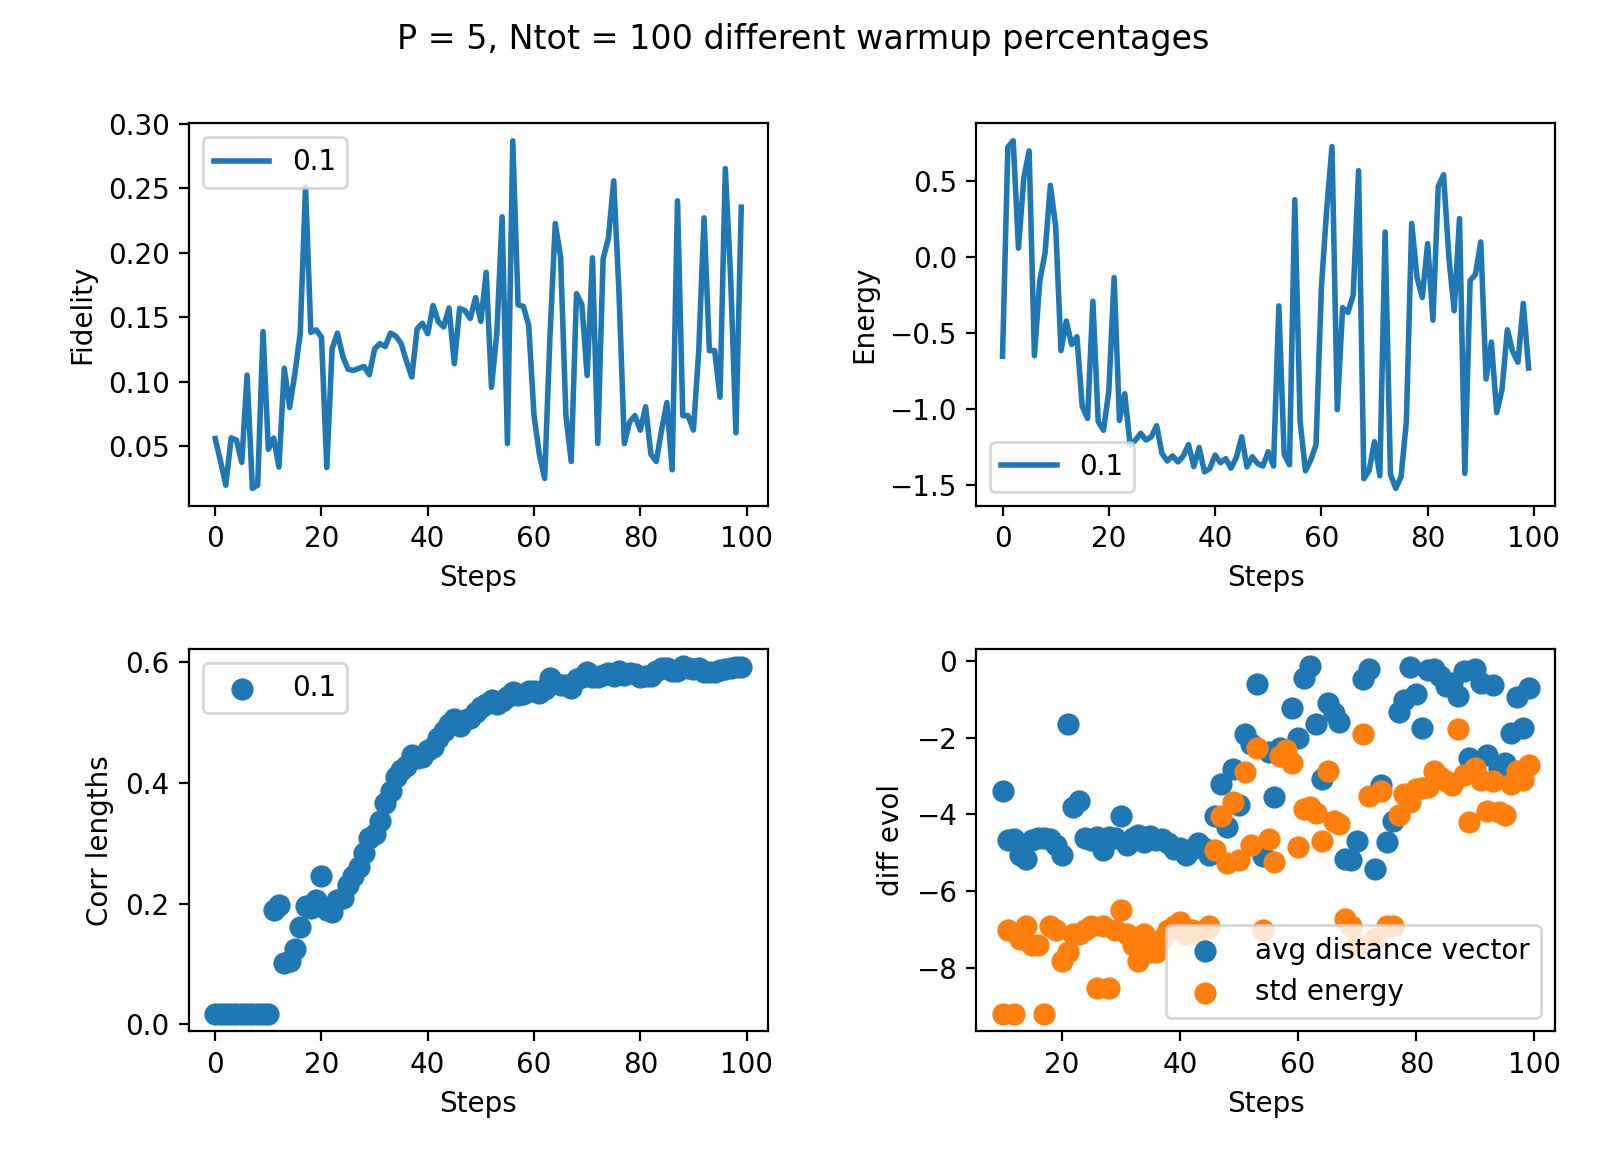 P = 5, Ntot = 100 different warmup percentages
0.30
0.25
0.20
0.15
0.10
0.05
Fidelity
0.1
0 20 40 60 80 100
Steps
0.5
0.0
−0.5
−1.0
−1.5
Energy
0.1
0 20 40 60 80 100
Steps
0.6
0.4
0.2
0.0
Corr lengths
0.1
0 20 40 60 80 100
Steps
0
−2
−4
−6
−8
diff evol
avg distance vector
std energy
20 40 60 80 100
Steps